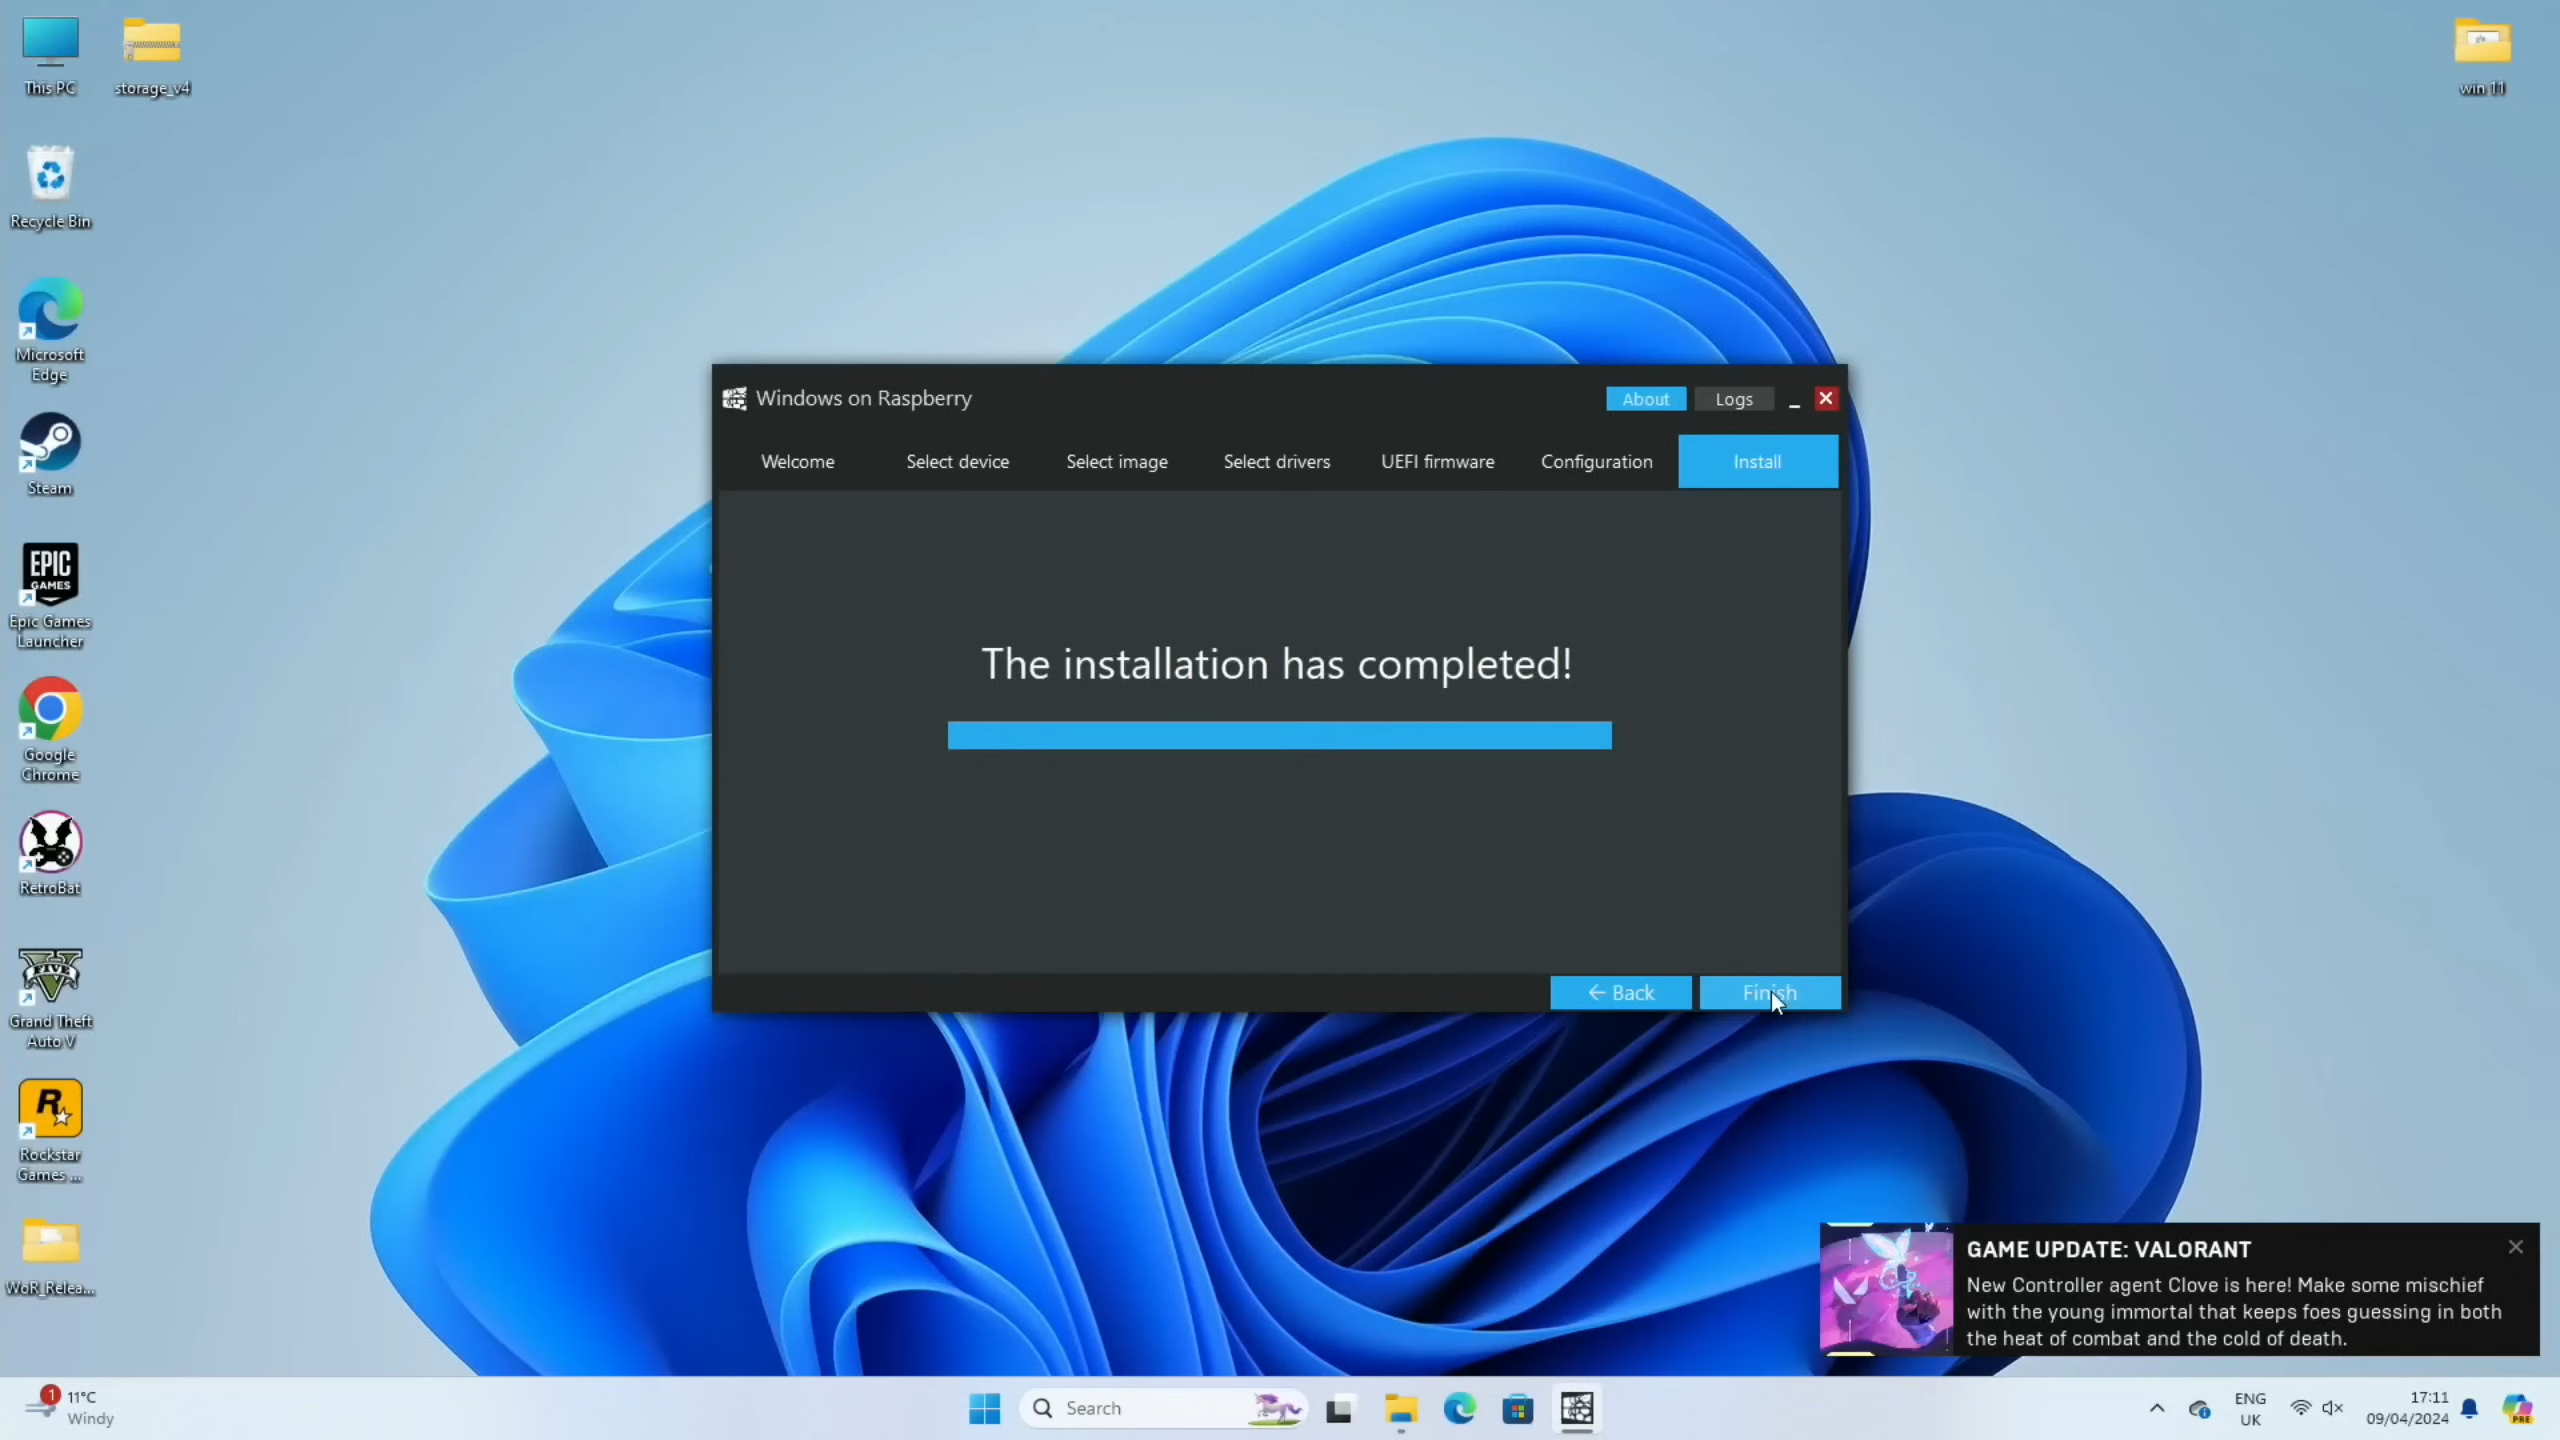 This PC
storage_v4
win 11
Recycle Bin
Microsoft
Edge
Steam
EPIC
GAMES
Epic Games
Launcher
Google
Chrome
RetroBat
FIVE
Grand Theft
Auto V
R
Rockstar
Games ...
WoR_Relea...
Windows on Raspberry
About
Logs
Welcome
Select device
Select image
Select drivers
UEFI firmware
Configuration
Install
The installation has completed!
← Back
Finish
GAME UPDATE: VALORANT
New Controller agent Clove is here! Make some mischief
with the young immortal that keeps foes guessing in both
the heat of combat and the cold of death.
1
11°C
Windy
Search
ENG
UK
17:11
09/04/2024
PRE